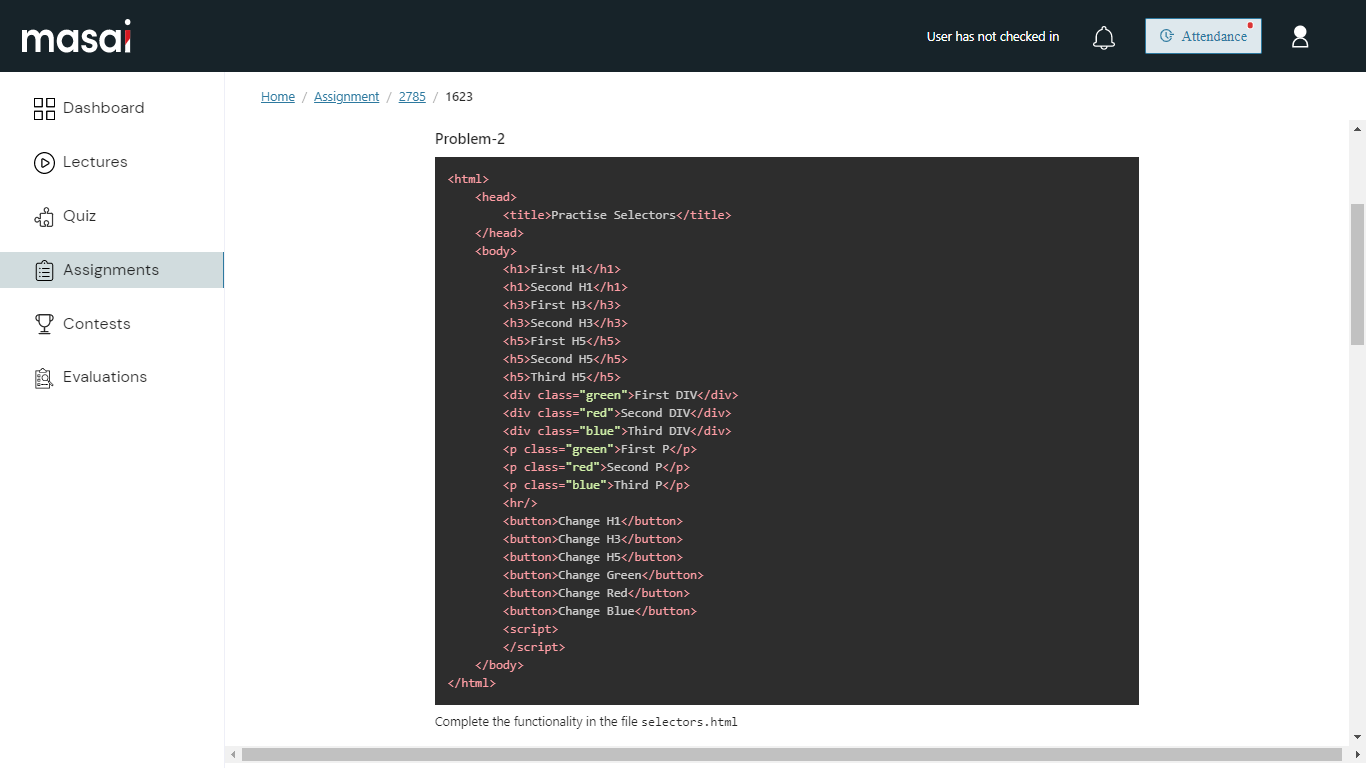 masai
User has not checked in
Attendance
Dashboard
Lectures
Quiz
Assignments
Contests
Evaluations
Home / Assignment / 2785 / 1623
Problem-2
<html>
    <head>
        <title>Practise Selectors</title>
    </head>
    <body>
        <h1>First H1</h1>
        <h1>Second H1</h1>
        <h3>First H3</h3>
        <h3>Second H3</h3>
        <h5>First H5</h5>
        <h5>Second H5</h5>
        <h5>Third H5</h5>
        <div class="green">First DIV</div>
        <div class="red">Second DIV</div>
        <div class="blue">Third DIV</div>
        <p class="green">First P</p>
        <p class="red">Second P</p>
        <p class="blue">Third P</p>
        <hr/>
        <button>Change H1</button>
        <button>Change H3</button>
        <button>Change H5</button>
        <button>Change Green</button>
        <button>Change Red</button>
        <button>Change Blue</button>
        <script>
        </script>
    </body>
</html>
Complete the functionality in the file selectors.html